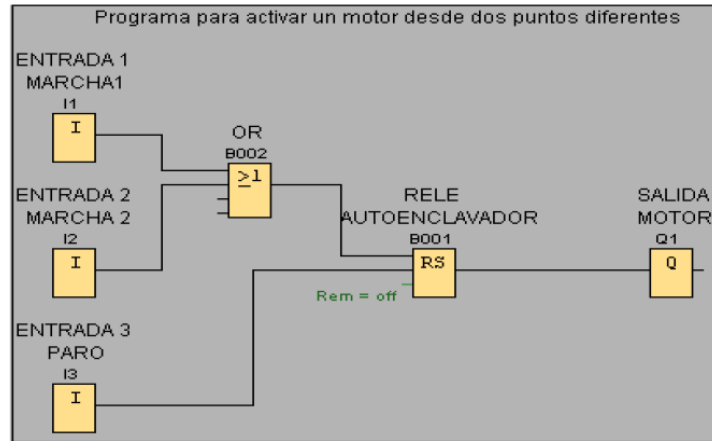 Programa para activar un motor desde dos puntos diferentes
ENTRADA 1
MARCHA1
I1
I
OR
B002
≥1
ENTRADA 2
MARCHA 2
I2
I
RELE
AUTOENCLAVADOR
B001
RS
Rem = off
SALIDA
MOTOR
Q1
Q
ENTRADA 3
PARO
I3
I